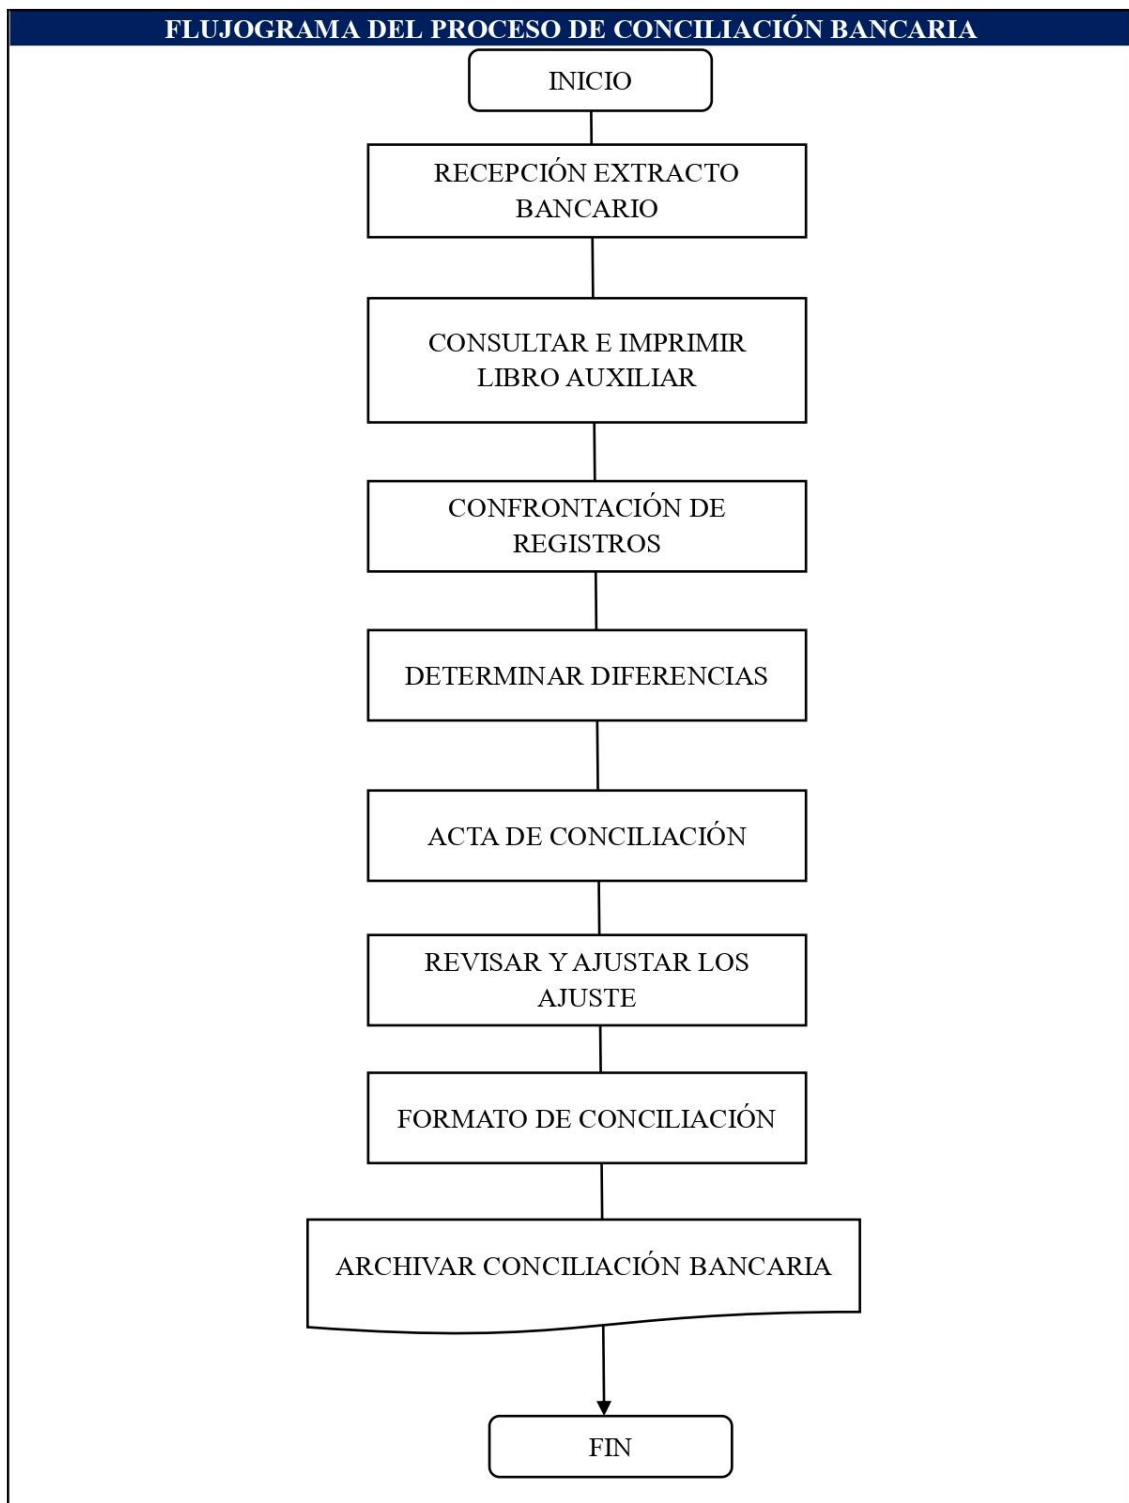 FLUJOGRAMA DEL PROCESO DE CONCILIACIÓN BANCARIA
INICIO
RECEPCIÓN EXTRACTO
BANCARIO
CONSULTAR E IMPRIMIR
LIBRO AUXILIAR
CONFRONTACIÓN DE
REGISTROS
DETERMINAR DIFERENCIAS
ACTA DE CONCILIACIÓN
REVISAR Y AJUSTAR LOS
AJUSTE
FORMATO DE CONCILIACIÓN
ARCHIVAR CONCILIACIÓN BANCARIA
FIN